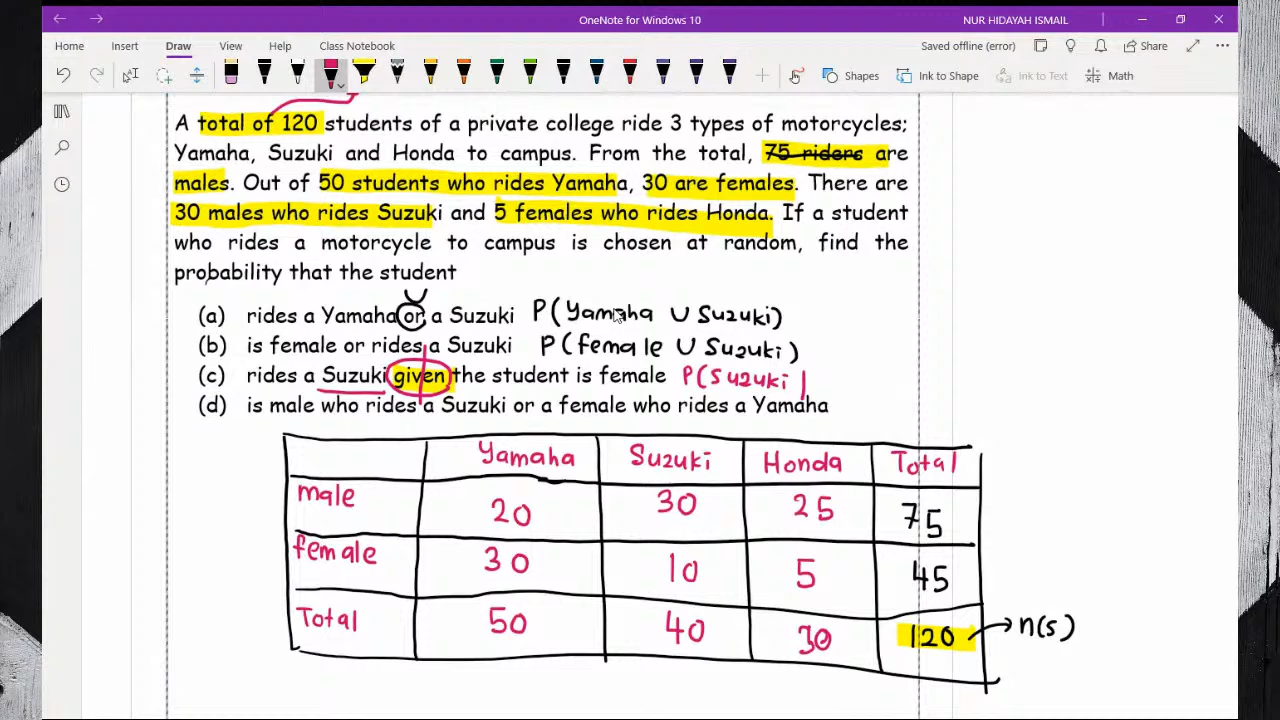 OneNote for Windows 10 NUR HIDAYAH ISMAIL
Home Insert Draw View Help Class Notebook Saved offline (error) Share
Shapes Ink to Shape Ink to Text Math
A total of 120 students of a private college ride 3 types of motorcycles;
Yamaha, Suzuki and Honda to campus. From the total, 75 riders are
males. Out of 50 students who rides Yamaha, 30 are females. There are
30 males who rides Suzuki and 5 females who rides Honda. If a student
who rides a motorcycle to campus is chosen at random, find the
probability that the student
(a) rides a Yamaha or a Suzuki P(Yamaha ∪ Suzuki)
(b) is female or rides a Suzuki P(female ∪ Suzuki)
(c) rides a Suzuki given the student is female P(Suzuki |
(d) is male who rides a Suzuki or a female who rides a Yamaha
Yamaha Suzuki Honda Total
male 20 30 25 75
female 30 10 5 45
Total 50 40 30 120 → n(s)